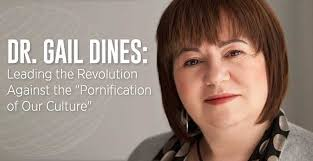 DR. GAIL DINES:
Leading the Revolution
Against the "Pornification
of Our Culture"